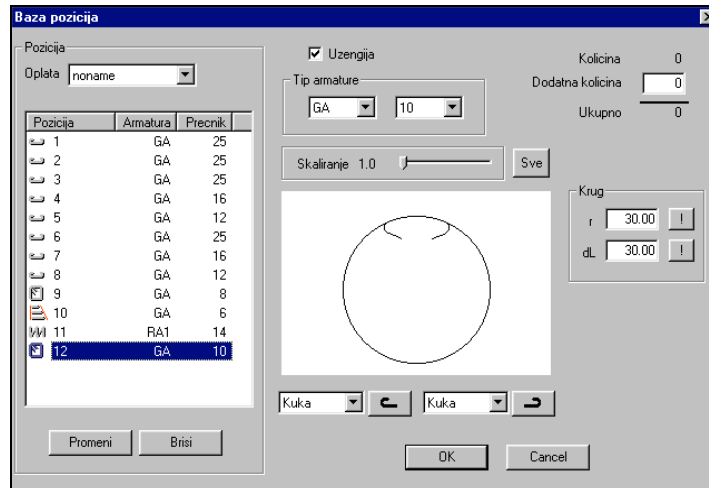 Baza pozicija
Pozicija
Oplata noname
Pozicija Armatura Precnik
1 GA 25
2 GA 25
3 GA 25
4 GA 16
5 GA 12
6 GA 25
7 GA 16
8 GA 12
9 GA 8
10 GA 6
11 RA1 14
12 GA 10
Promeni Brisi
Uzengija
Tip armature
GA 10
Kolicina 0
Dodatna kolicina 0
Ukupno 0
Skaliranje 1.0 Sve
Krug
r 30.00 !
dL 30.00 !
Kuka Kuka
OK Cancel